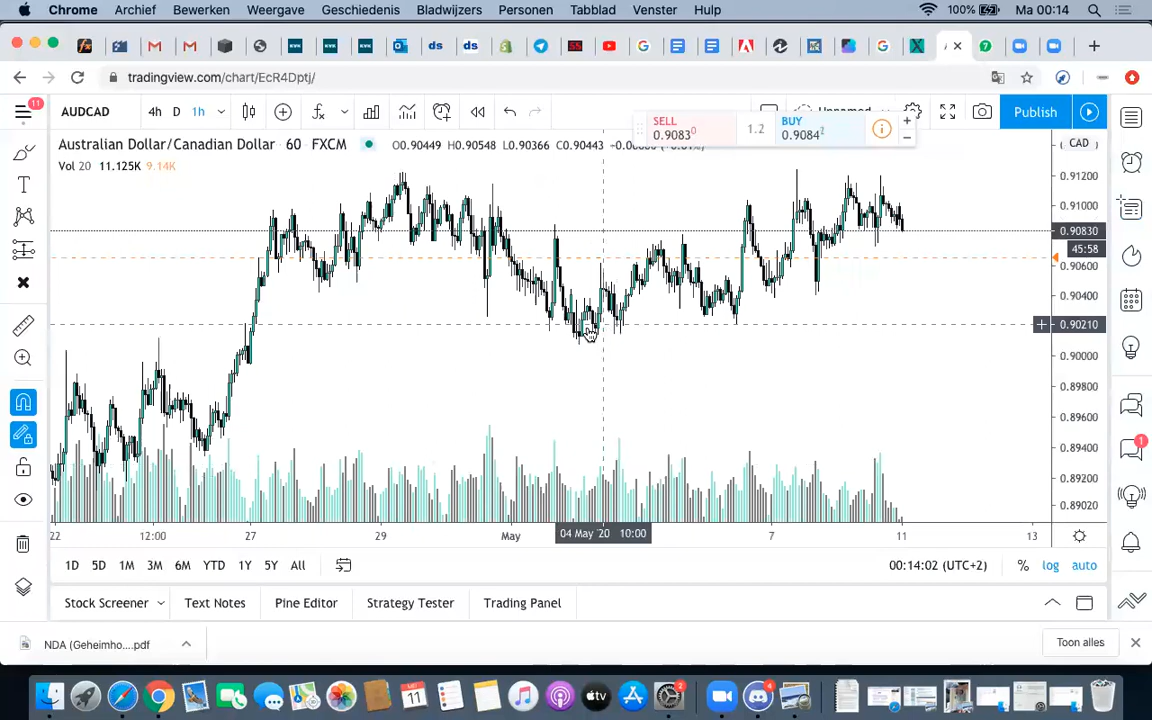 Chrome Archief Bewerken Weergave Geschiedenis Bladwijzers Personen Tabblad Venster Help 100% Ma 00:14
tradingview.com/chart/EcR4Dptj/
11 AUDCAD 4h D 1h Unnamed Publish
SELL 0.90830 1.2 BUY 0.90842
Australian Dollar/Canadian Dollar 60 FXCM O0.90449 H0.90548 L0.90366 C0.90443
CAD
Vol 20 11.125K 9.14K
0.91200
0.91000
0.90830
45:58
0.90600
0.90400
0.90210
0.90000
0.89800
0.89600
0.89400
0.89200
0.89020
22 12:00 27 29 May 04 May '20 10:00 7 11 13
1D 5D 1M 3M 6M YTD 1Y 5Y All 00:14:02 (UTC+2) % log auto
Stock Screener Text Notes Pine Editor Strategy Tester Trading Panel
NDA (Geheimho....pdf Toon alles